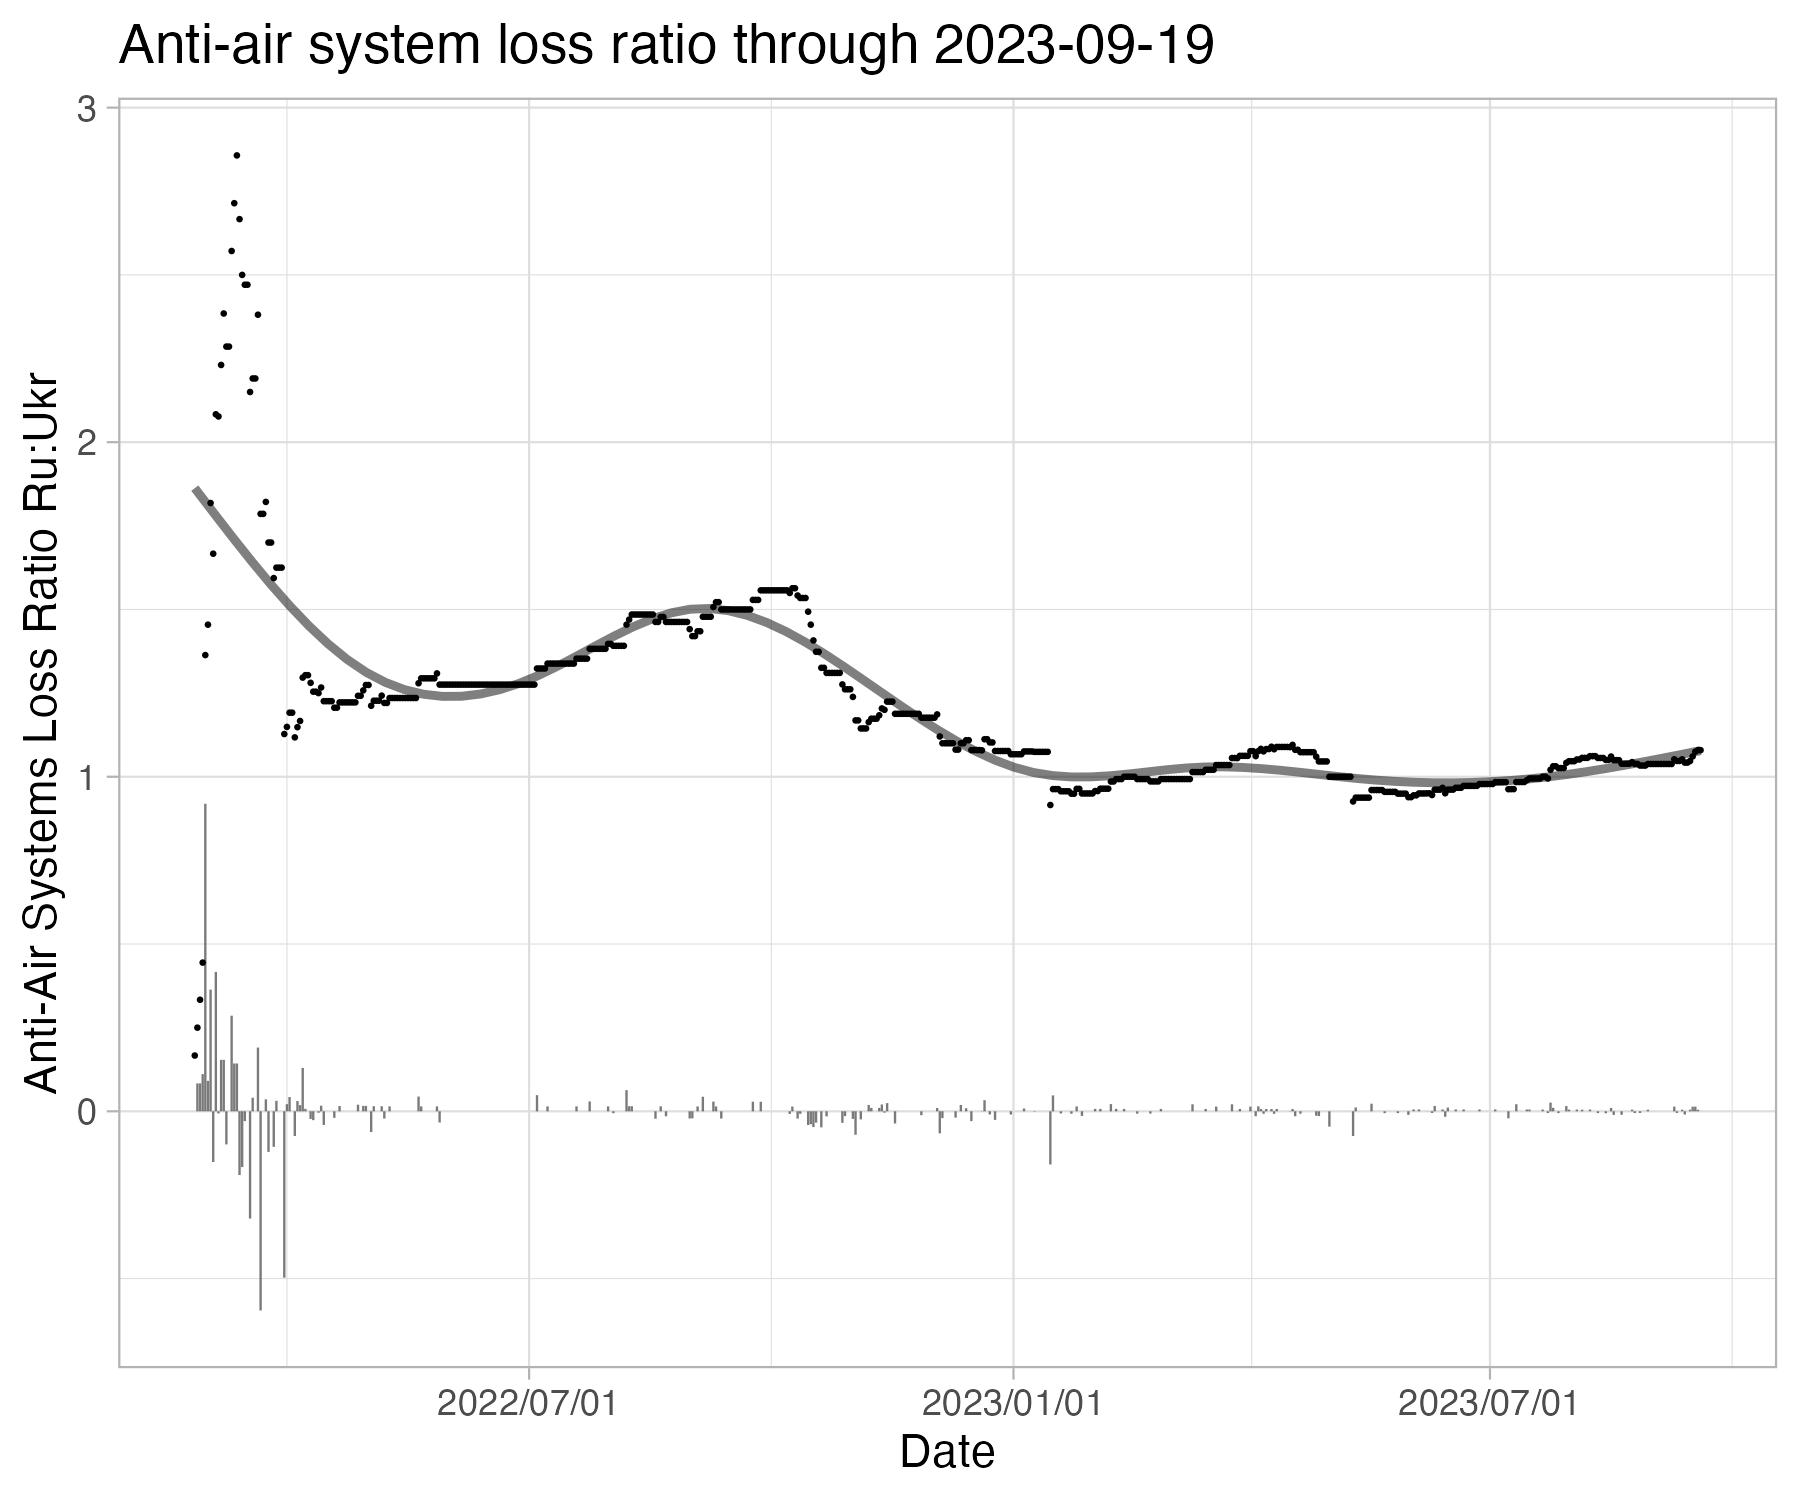 Anti-air system loss ratio through 2023-09-19
Anti-Air Systems Loss Ratio Ru:Ukr
3
2
1
0
2022/07/01
2023/01/01
2023/07/01
Date